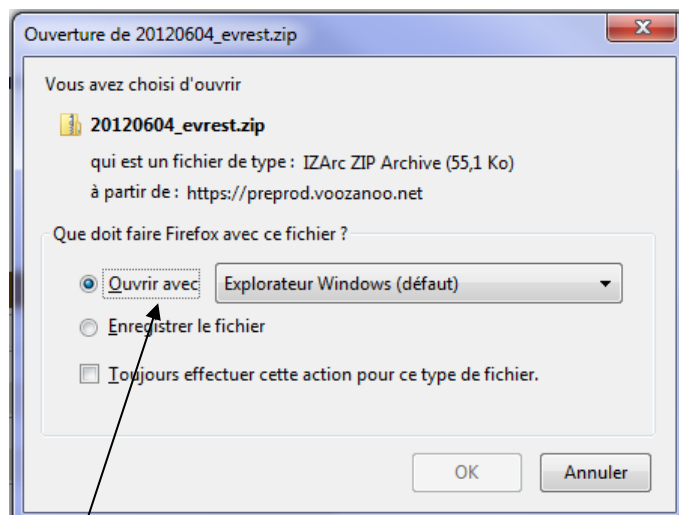 Ouverture de 20120604_evrest.zip
Vous avez choisi d'ouvrir
20120604_evrest.zip
qui est un fichier de type : IZArc ZIP Archive (55,1 Ko)
à partir de : https://preprod.voozanoo.net
Que doit faire Firefox avec ce fichier ?
Ouvrir avec Explorateur Windows (défaut)
Enregistrer le fichier
Toujours effectuer cette action pour ce type de fichier.
OK Annuler